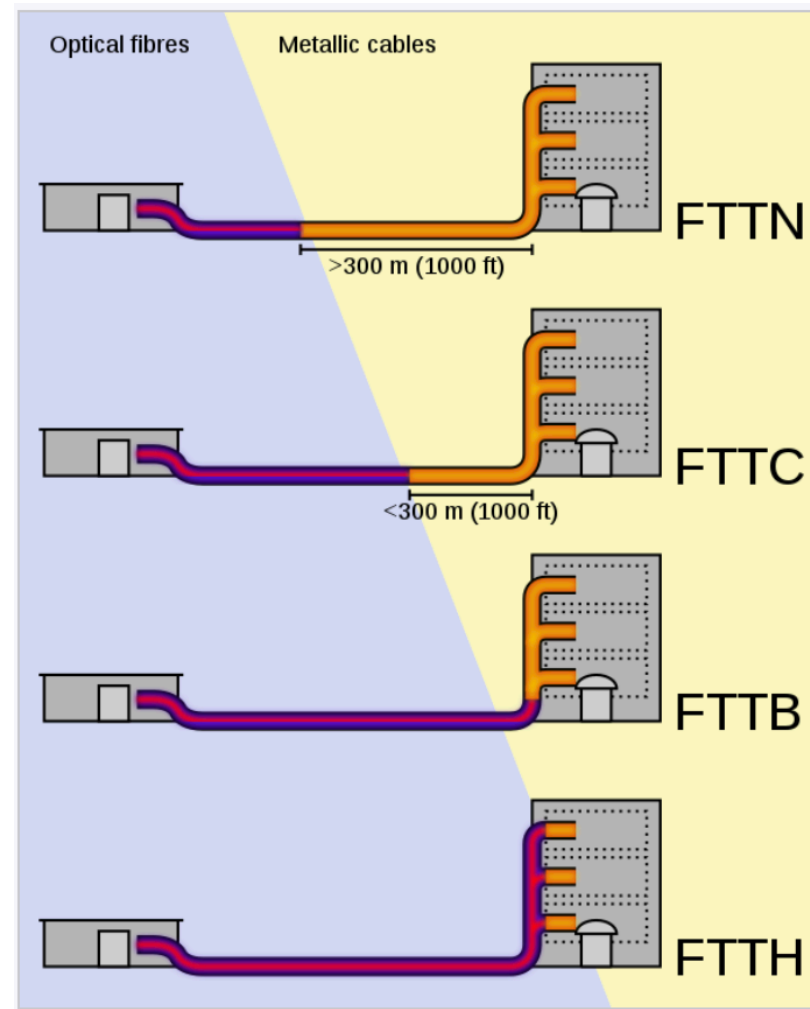 Optical fibres
Metallic cables
FTTN
>300 m (1000 ft)
FTTC
<300 m (1000 ft)
FTTB
FTTH